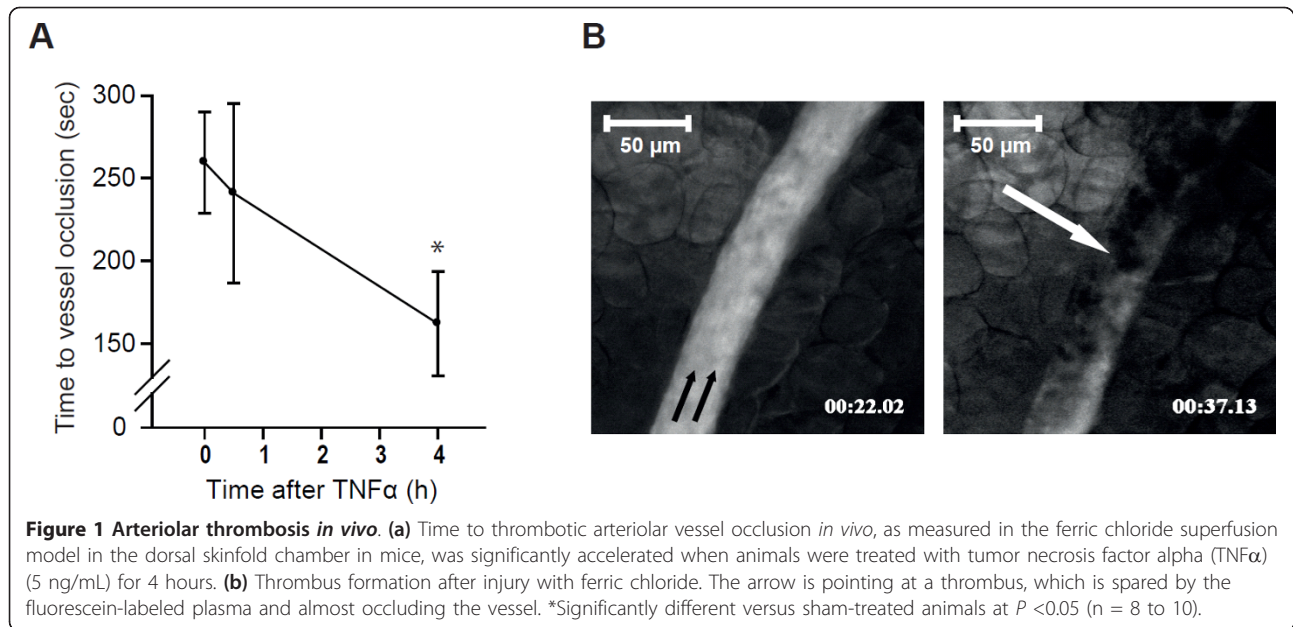 A
B
Time to vessel occlusion (sec)
300
250
200
150
0
*
0 1 2 3 4
Time after TNFα (h)
50 µm
00:22.02
50 µm
00:37.13
Figure 1 Arteriolar thrombosis in vivo. (a) Time to thrombotic arteriolar vessel occlusion in vivo, as measured in the ferric chloride superfusion
model in the dorsal skinfold chamber in mice, was significantly accelerated when animals were treated with tumor necrosis factor alpha (TNFα)
(5 ng/mL) for 4 hours. (b) Thrombus formation after injury with ferric chloride. The arrow is pointing at a thrombus, which is spared by the
fluorescein-labeled plasma and almost occluding the vessel. *Significantly different versus sham-treated animals at P <0.05 (n = 8 to 10).